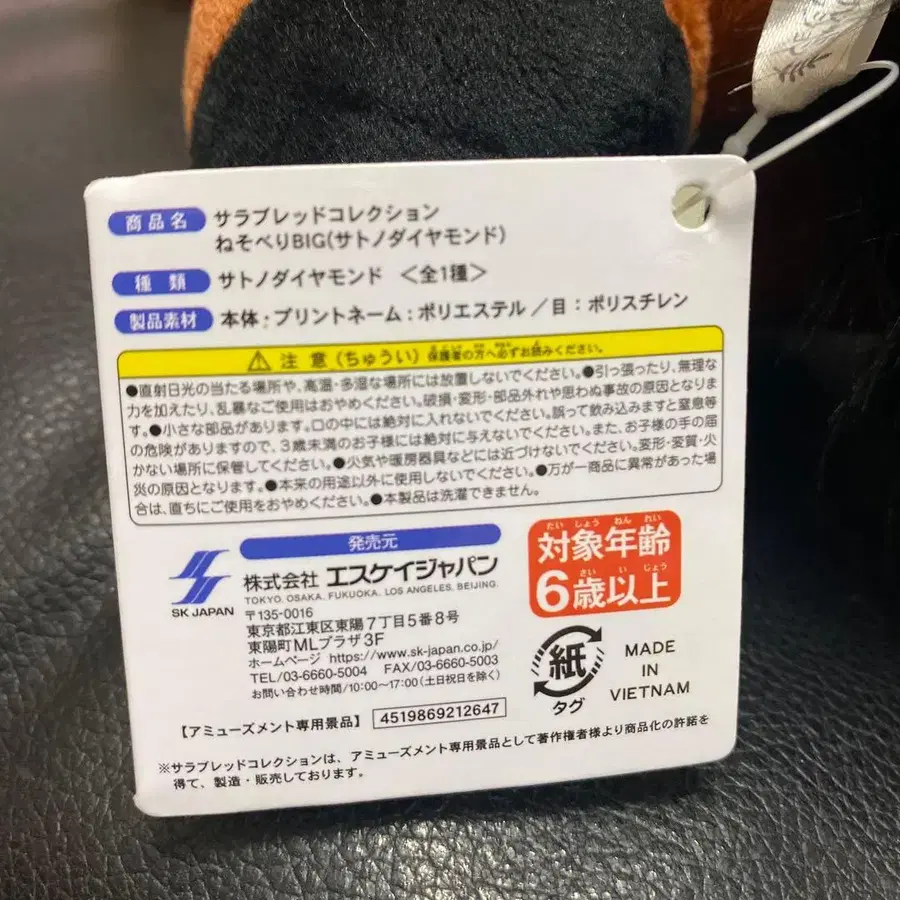 商品名 サラブレッドコレクション
ねそべりBIG(サトノダイヤモンド)
種類 サトノダイヤモンド <全1種>
製品素材 本体:プリントネーム:ポリエステル/目:ポリスチレン
⚠ 注意(ちゅうい) 保護者の方へ必ずお読みください。
●直射日光の当たる場所や、高温・多湿な場所には放置しないでください。●引っ張ったり、無理な
力を加えたり、乱暴なご使用はおやめください。破損・変形・部品外れや思わぬ事故の原因となりま
す。●小さな部品があります。口の中には絶対に入れないでください。誤って飲み込みますと窒息等
の危険がありますので、3歳未満のお子様には絶対に与えないでください。また、お子様の手の届
かない場所に保管してください。●火気や暖房器具などには近づけないでください。変形・変質・火
災の原因となります。●本来の用途以外に使用しないでください。●万が一商品に異常があった場
合は、直ちにご使用をおやめください。●本製品は洗濯できません。
発売元
SK JAPAN
株式会社 エスケイジャパン
TOKYO. OSAKA. FUKUOKA. LOS ANGELES. BEIJING.
〒135-0016
東京都江東区東陽7丁目5番8号
東陽町MLプラザ3F
ホームページ https://www.sk-japan.co.jp/
TEL/03-6660-5004 FAX/03-6660-5003
お問い合わせ時間/10:00〜17:00(土日祝日を除く)
たいしょうねんれい
対象年齢
さいいじょう
6歳以上
紙
タグ
MADE
IN
VIETNAM
【アミューズメント専用景品】 4519869212647
※サラブレッドコレクションは、アミューズメント専用景品として著作権者様より商品化の許諾を
得て、製造・販売しております。